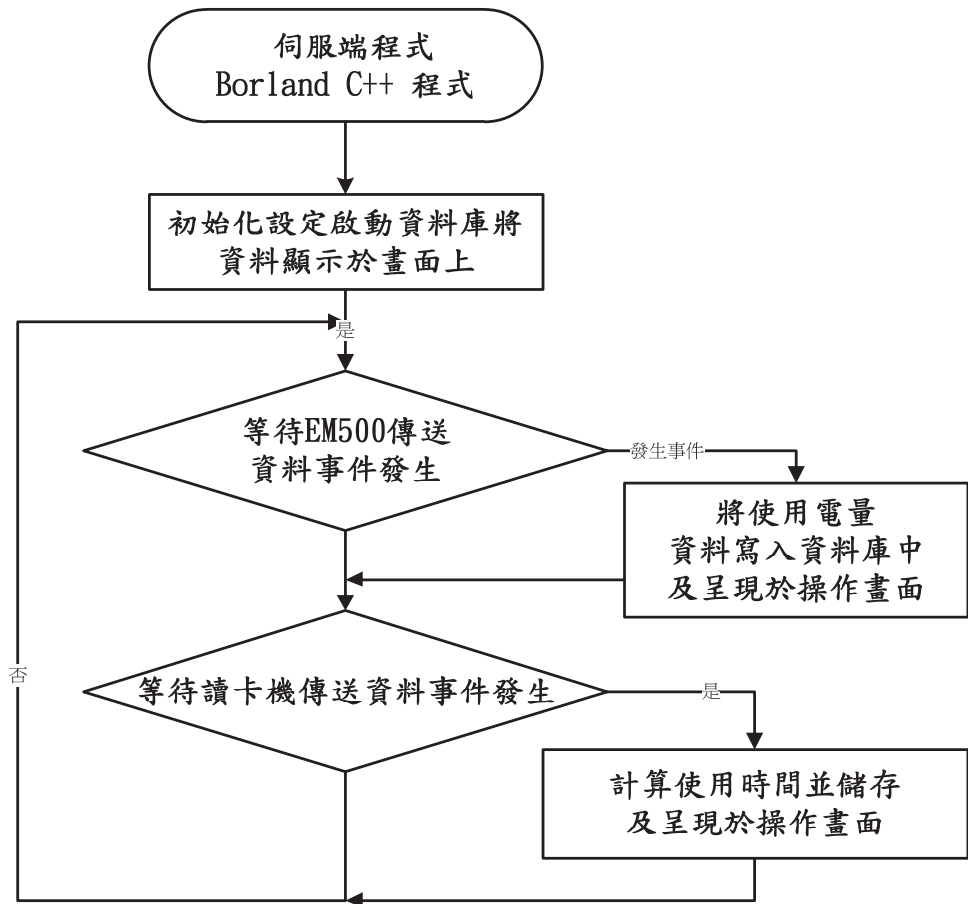 伺服端程式
Borland C++ 程式
初始化設定啟動資料庫將
資料顯示於畫面上
是
等待EM500傳送
資料事件發生
發生事件
將使用電量
資料寫入資料庫中
及呈現於操作畫面
否
等待讀卡機傳送資料事件發生
是
計算使用時間並儲存
及呈現於操作畫面